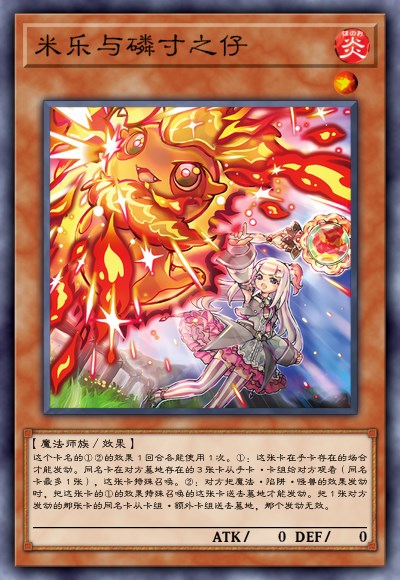 米乐与磷寸之仔
ほのお
炎
【魔法师族／效果】
这个卡名的①②的效果1回合各能使用1次。①：这张卡在手卡存在的场合
才能发动。同名卡在对方墓地存在的3张卡从手卡·卡组给对方观看（同名
卡最多1张），这张卡特殊召唤。②：对方把魔法·陷阱·怪兽的效果发动
时，把这张卡的①的效果特殊召唤的这张卡送去墓地才能发动。把1张对方
发动的那张卡的同名卡从卡组·额外卡组送去墓地，那个发动无效。
ATK/ 0 DEF/ 0